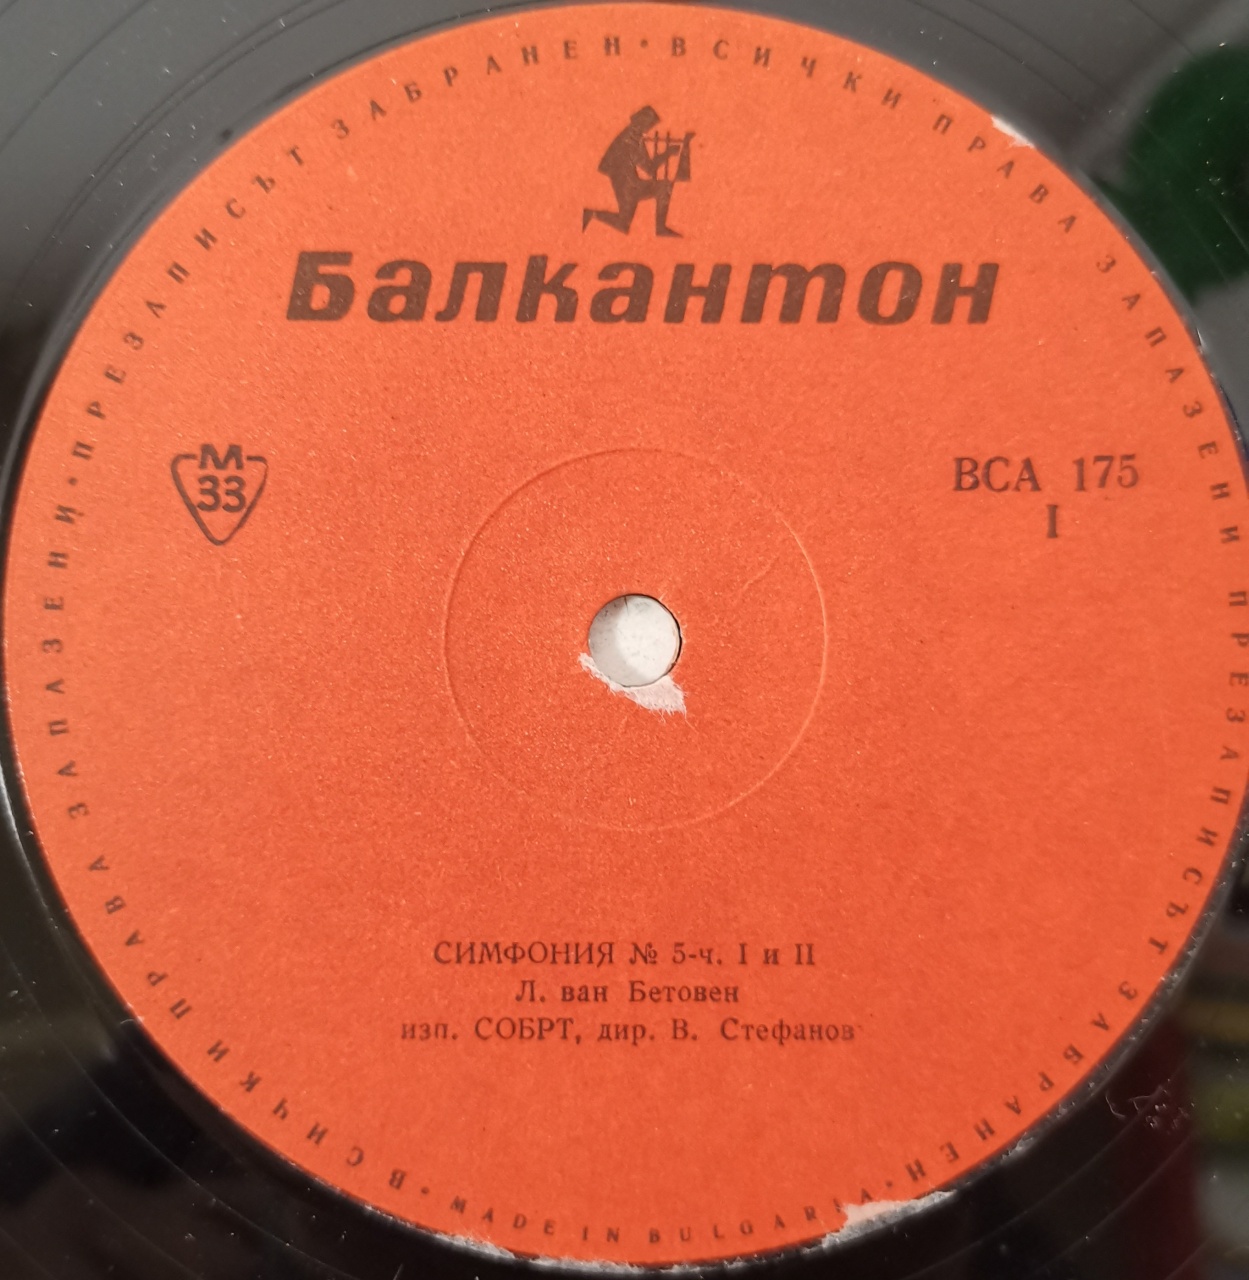 Балкантон
М
33
ВСА 175
I
СИМФОНИЯ № 5-ч. I и II
Л. ван Бетовен
изп. СОБРТ, дир. В. Стефанов
ВСИЧКИ ПРАВА ЗАПАЗЕНИ • ПРЕЗАПИСЪТ ЗАБРАНЕН • ВСИЧКИ ПРАВА ЗАПАЗЕНИ ПРЕЗАПИСЪТ ЗАБРАНЕН • MADE IN BULGARIA •